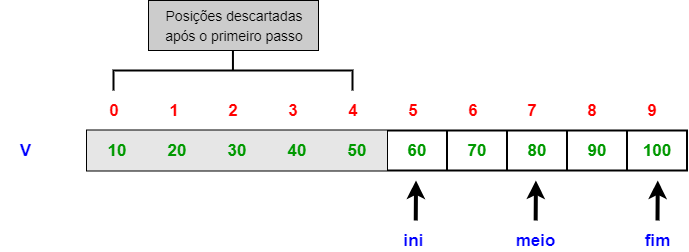 Posições descartadas
após o primeiro passo
0 1 2 3 4 5 6 7 8 9
V 10 20 30 40 50 60 70 80 90 100
ini meio fim